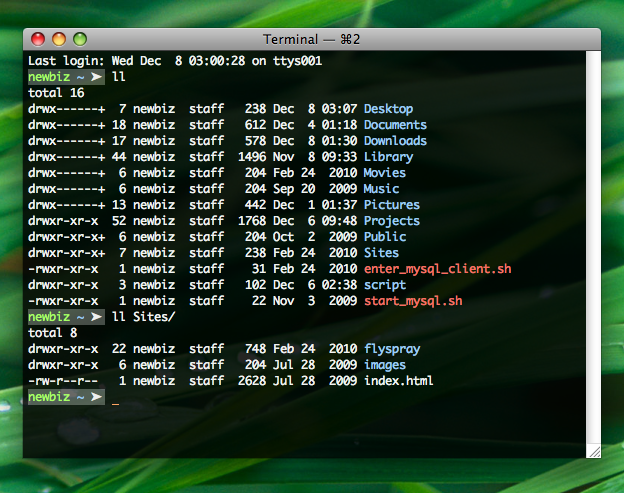 Terminal — ⌘2
Last login: Wed Dec  8 03:00:28 on ttys001
newbiz ~ ➤ ll
total 16
drwx------+  7 newbiz  staff   238 Dec  8 03:07 Desktop
drwx------+ 18 newbiz  staff   612 Dec  4 01:18 Documents
drwx------+ 17 newbiz  staff   578 Dec  8 01:30 Downloads
drwx------+ 44 newbiz  staff  1496 Nov  8 09:33 Library
drwx------+  6 newbiz  staff   204 Feb 24  2010 Movies
drwx------+  6 newbiz  staff   204 Sep 20  2009 Music
drwx------+ 13 newbiz  staff   442 Dec  1 01:37 Pictures
drwxr-xr-x  52 newbiz  staff  1768 Dec  6 09:48 Projects
drwxr-xr-x+  6 newbiz  staff   204 Oct  2  2009 Public
drwxr-xr-x+  7 newbiz  staff   238 Feb 24  2010 Sites
-rwxr-xr-x   1 newbiz  staff    31 Feb 24  2010 enter_mysql_client.sh
drwxr-xr-x   3 newbiz  staff   102 Dec  6 02:38 script
-rwxr-xr-x   1 newbiz  staff    22 Nov  3  2009 start_mysql.sh
newbiz ~ ➤ ll Sites/
total 8
drwxr-xr-x  22 newbiz  staff   748 Feb 24  2010 flyspray
drwxr-xr-x   6 newbiz  staff   204 Jul 28  2009 images
-rw-r--r--   1 newbiz  staff  2628 Jul 28  2009 index.html
newbiz ~ ➤ _